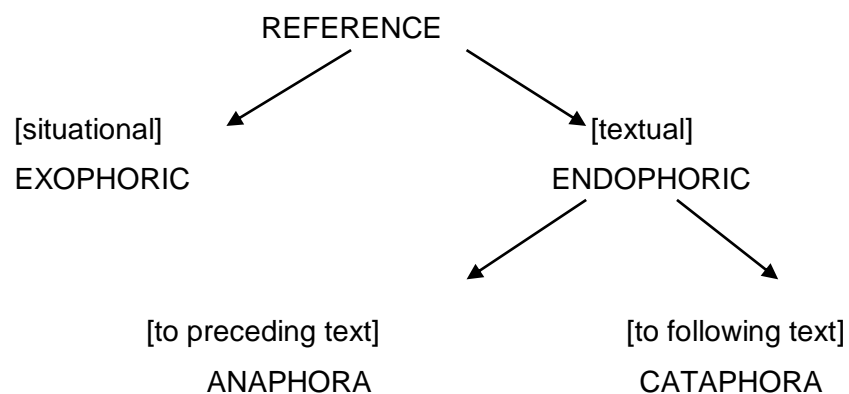 REFERENCE
[situational] [textual]
EXOPHORIC ENDOPHORIC
[to preceding text] [to following text]
ANAPHORA CATAPHORA